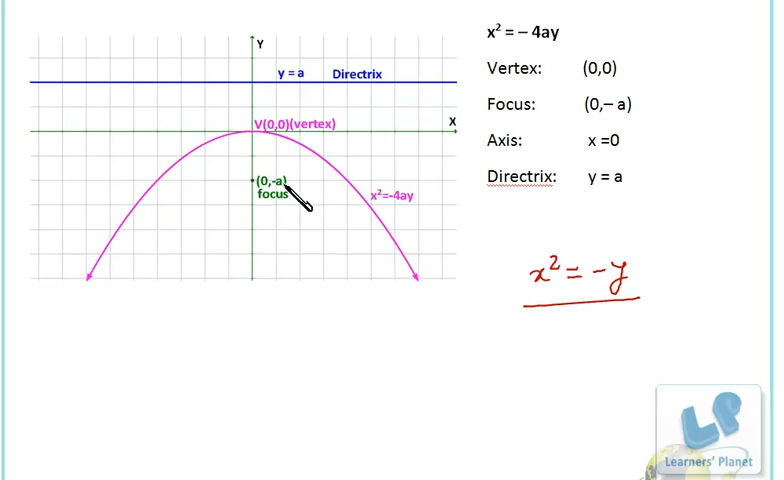 x² = – 4ay
Y
y = a Directrix
Vertex: (0,0)
Focus: (0,– a)
X
V(0,0)(vertex)
Axis: x =0
Directrix: y = a
(0,-a)
focus
x²=-4ay
x² = -y
LP
Learners' Planet